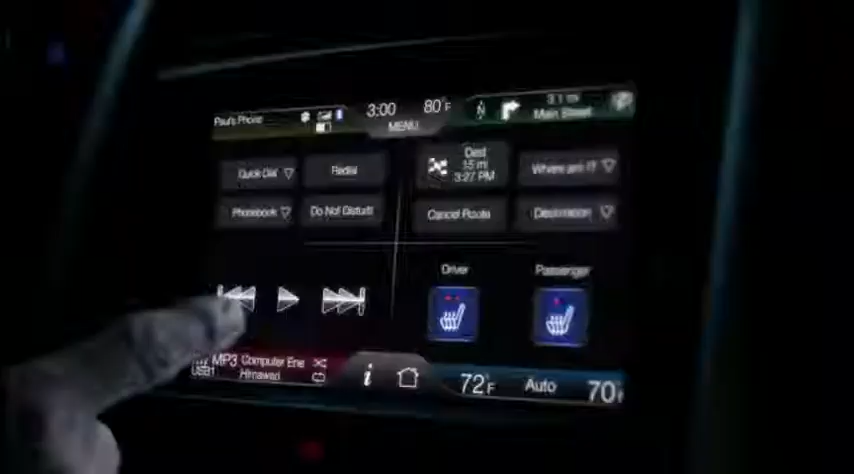 Paul's Phone
3:00
80°F
MENU
3.1 mi
Main Street
Quick Dial
Redial
Dest
15 mi
3:27 PM
Where am I?
Phonebook
Do Not Disturb
Cancel Route
Destination
Driver
Passenger
MP3 Computer Ene
USB1
i
72°F
Auto
70